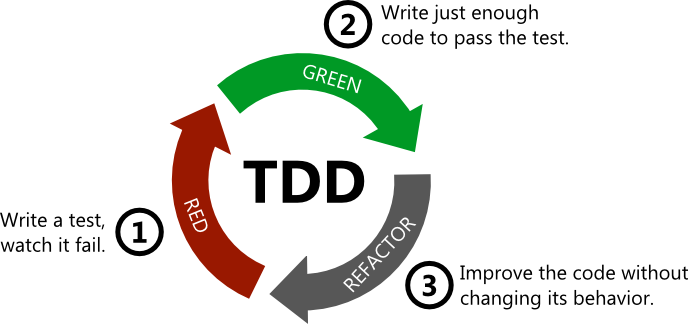 2
Write just enough
code to pass the test.
GREEN
TDD
RED
1
Write a test,
watch it fail.
REFACTOR
3
Improve the code without
changing its behavior.